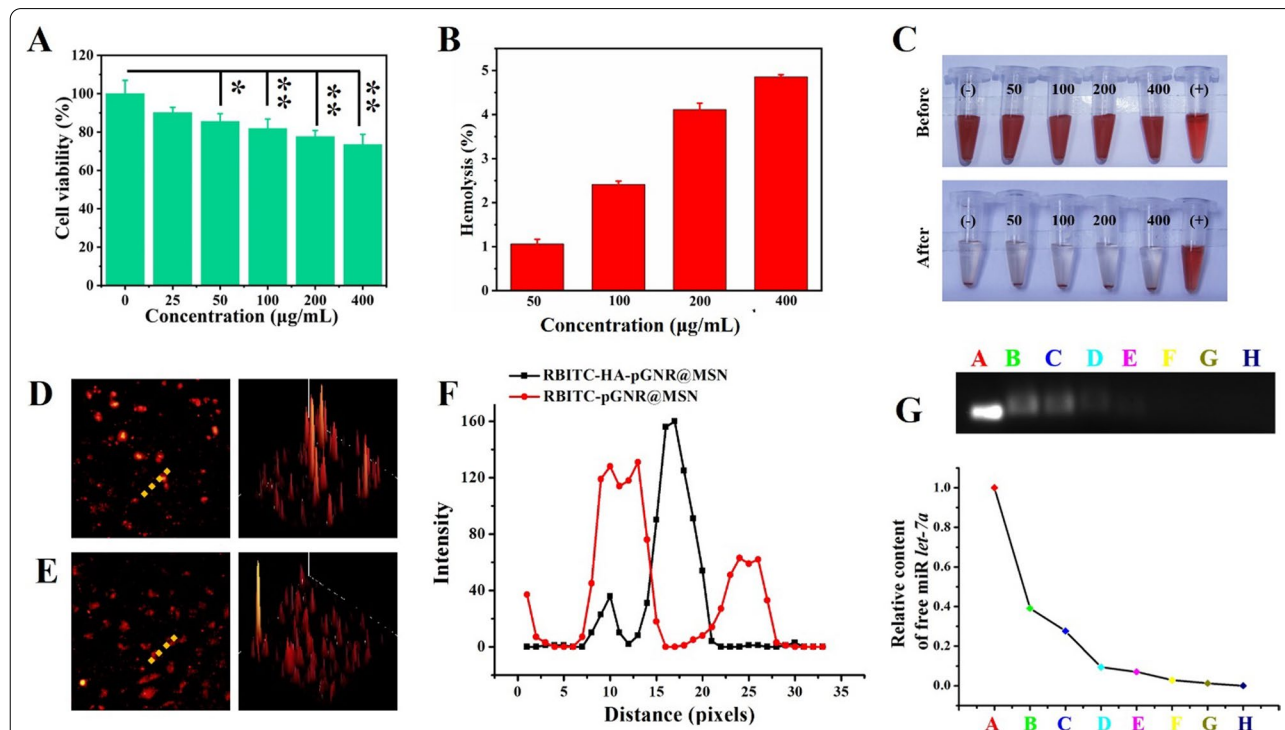 A
Cell viability (%)
120
100
80
60
40
20
0
*
**
**
**
0 25 50 100 200 400
Concentration (μg/mL)
B
Hemolysis (%)
5
4
3
2
1
0
50 100 200 400
Concentration (μg/mL)
C
Before
(-) 50 100 200 400 (+)
After
(-) 50 100 200 400 (+)
D
E
F
RBITC-HA-pGNR@MSN
RBITC-pGNR@MSN
Intensity
160
120
80
40
0
0 5 10 15 20 25 30 35
Distance (pixels)
A B C D E F G H
G
Relative content
of free miR let-7a
1.0
0.8
0.6
0.4
0.2
0.0
A B C D E F G H